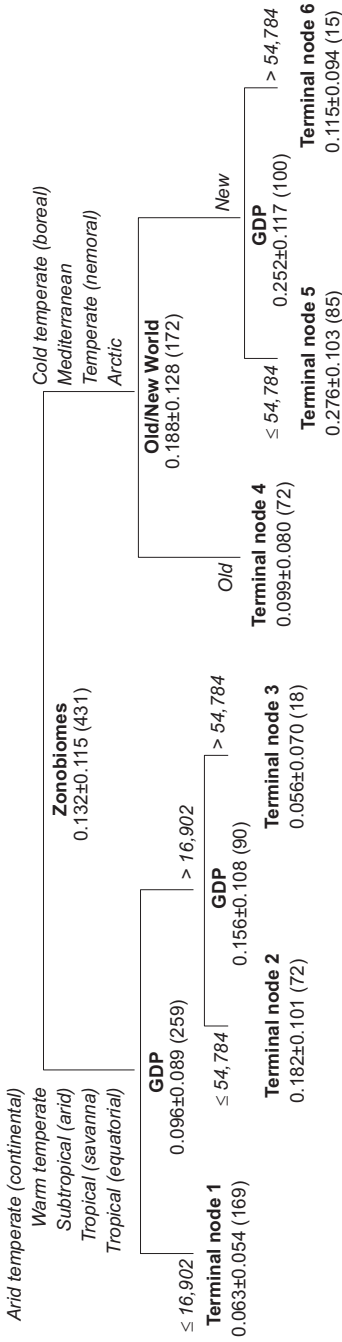 Arid temperate (continental)
Warm temperate
Subtropical (arid)
Tropical (savanna)
Tropical (equatorial)
Cold temperate (boreal)
Mediterranean
Temperate (nemoral)
Arctic
Zonobiomes
0.132±0.115 (431)
GDP
0.096±0.089 (259)
≤ 16,902
> 16,902
Terminal node 1
0.063±0.054 (169)
GDP
0.156±0.108 (90)
≤ 54,784
> 54,784
Terminal node 2
0.182±0.101 (72)
Terminal node 3
0.056±0.070 (18)
Old/New World
0.188±0.128 (172)
Old
New
Terminal node 4
0.099±0.080 (72)
GDP
0.252±0.117 (100)
≤ 54,784
> 54,784
Terminal node 5
0.276±0.103 (85)
Terminal node 6
0.115±0.094 (15)